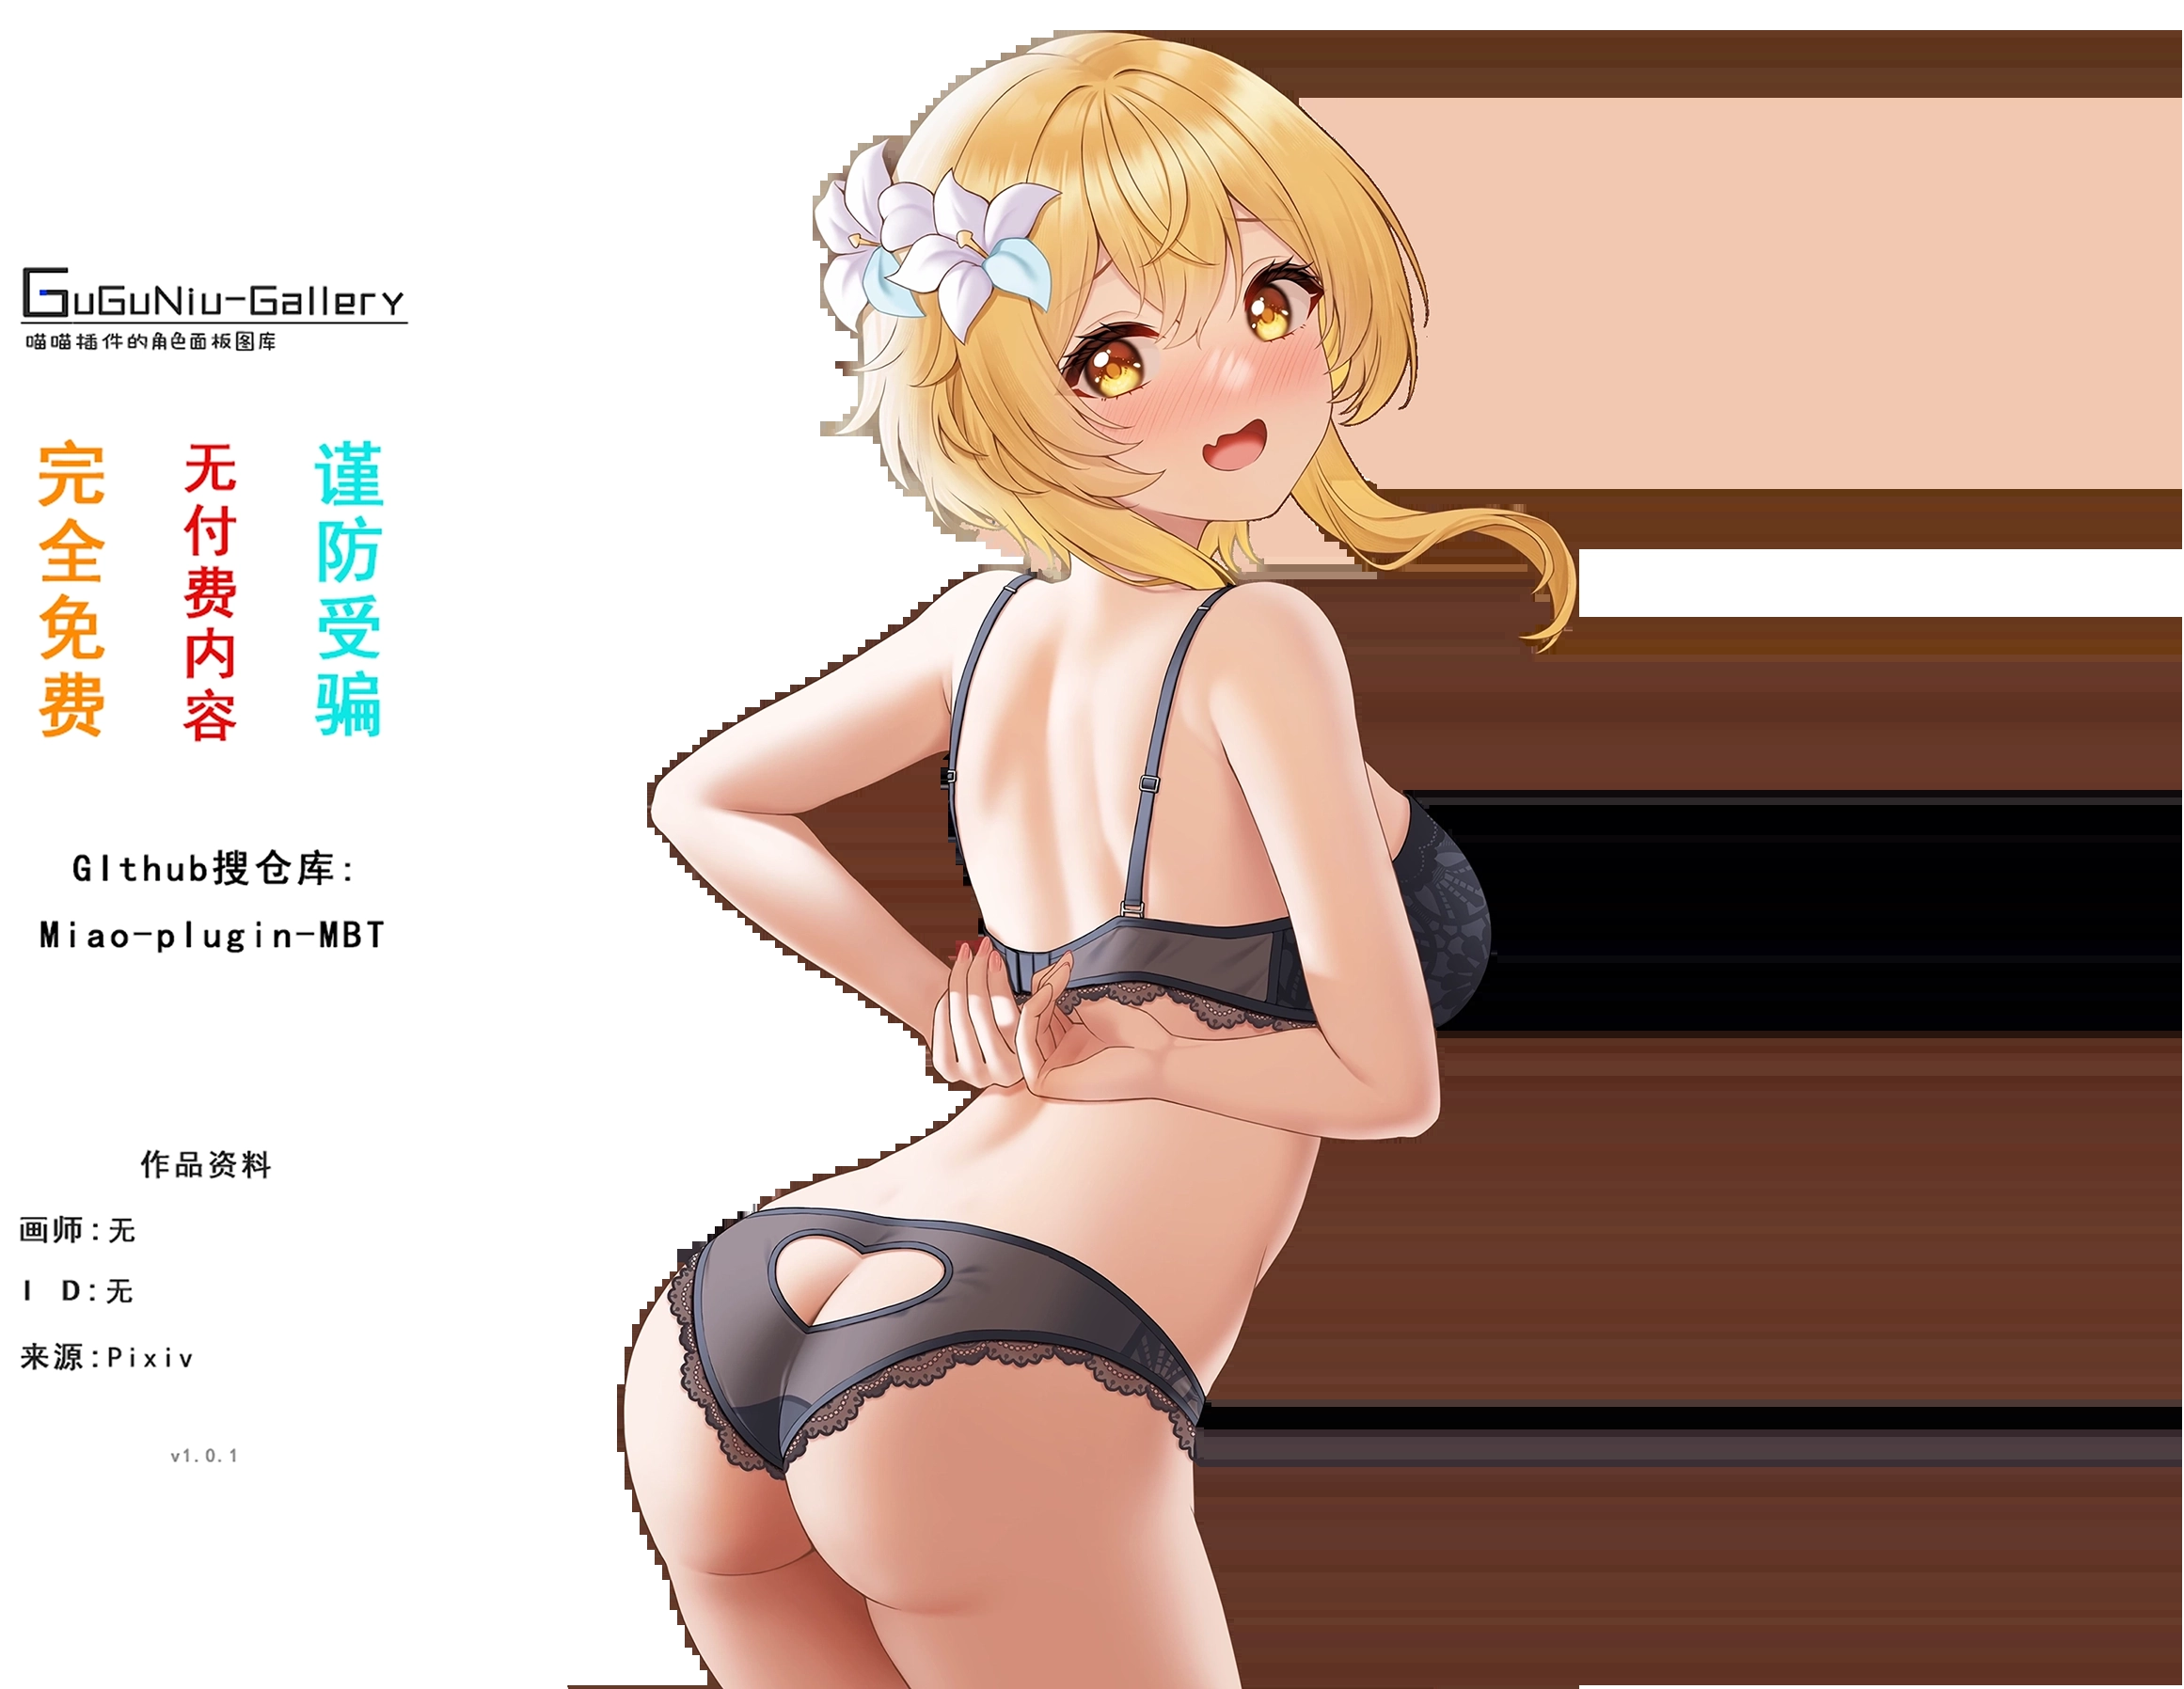 GuGuNiu-Gallery
喵喵插件的角色面板图库
完全免费
无付费内容
谨防受骗
GIthub搜仓库:
Miao-plugin-MBT
作品资料
画师:无
I D:无
来源:Pixiv
v1.0.1